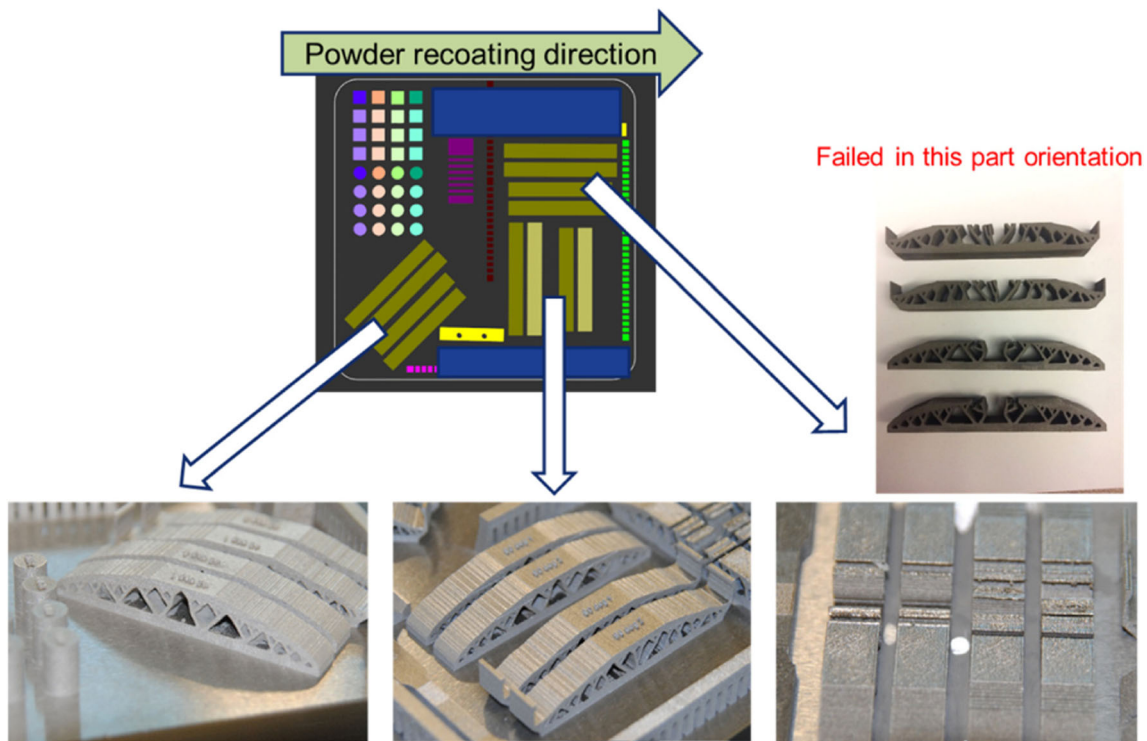 Powder recoating direction
Failed in this part orientation